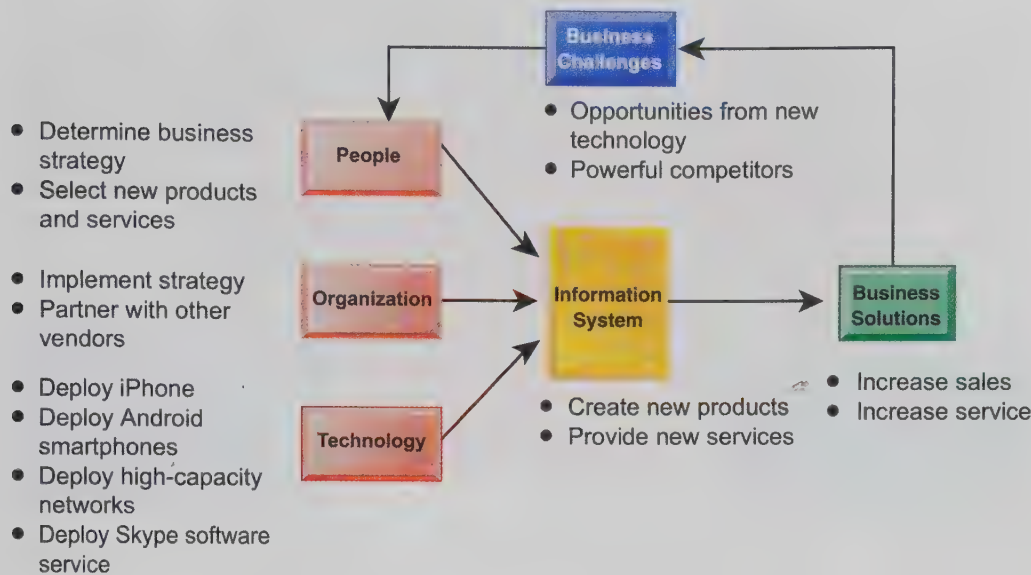 Business
Challenges
• Opportunities from new
technology
• Powerful competitors
• Determine business
strategy
• Select new products
and services
People
• Implement strategy
• Partner with other
vendors
Organization
Information
System
Business
Solutions
• Deploy iPhone
• Deploy Android
smartphones
• Deploy high-capacity
networks
• Deploy Skype software
service
Technology
• Create new products
• Provide new services
• Increase sales
• Increase service